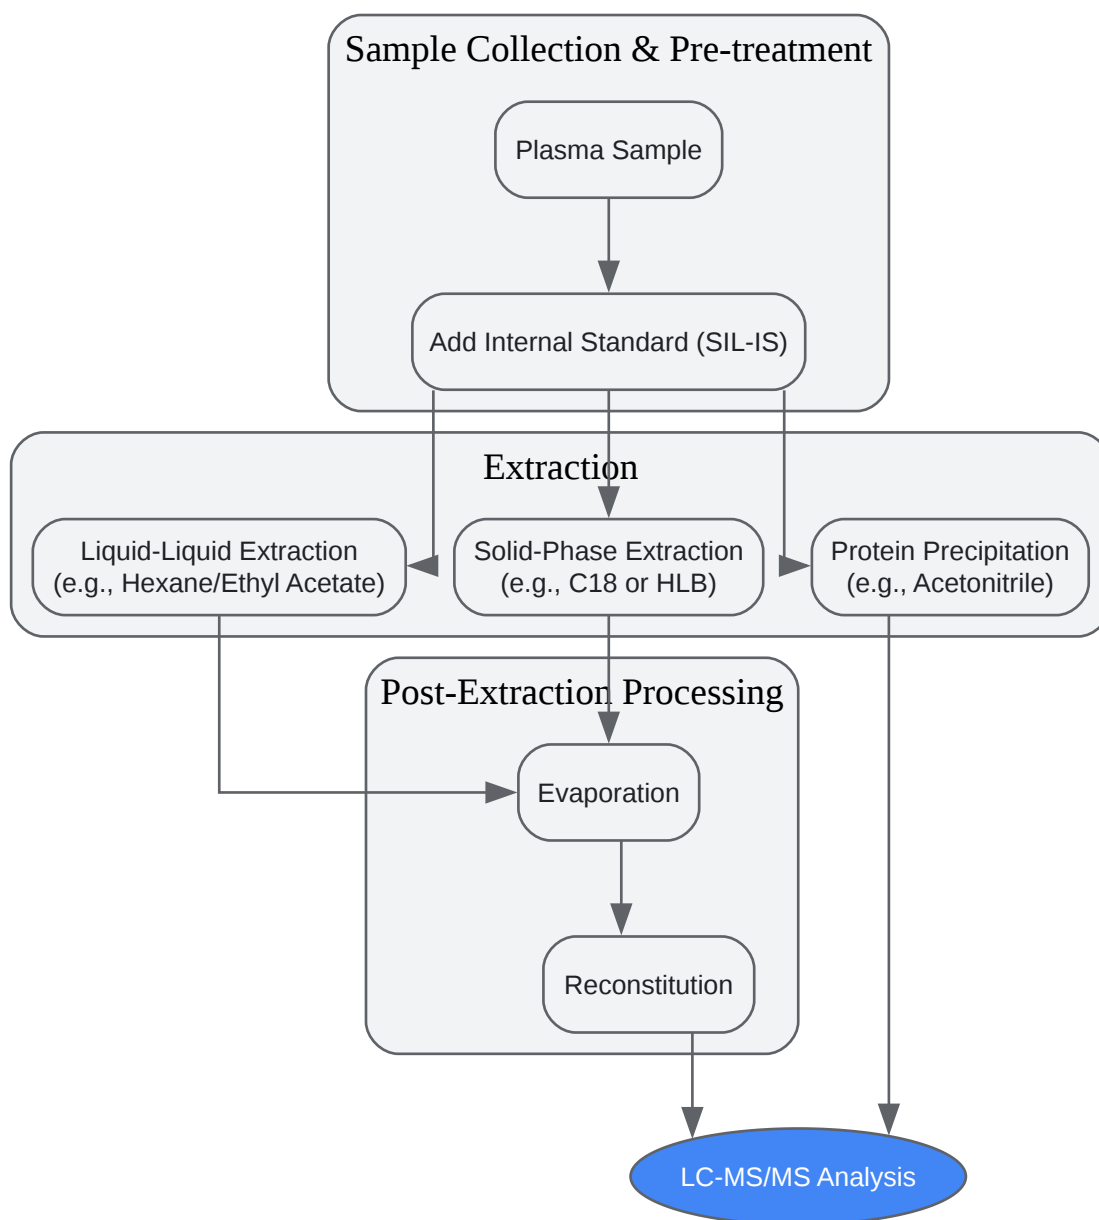 Sample Collection & Pre-treatment
Plasma Sample
Add Internal Standard (SIL-IS)
Extraction
Liquid-Liquid Extraction
(e.g., Hexane/Ethyl Acetate)
Solid-Phase Extraction
(e.g., C18 or HLB)
Protein Precipitation
(e.g., Acetonitrile)
Post-Extraction Processing
Evaporation
Reconstitution
LC-MS/MS Analysis